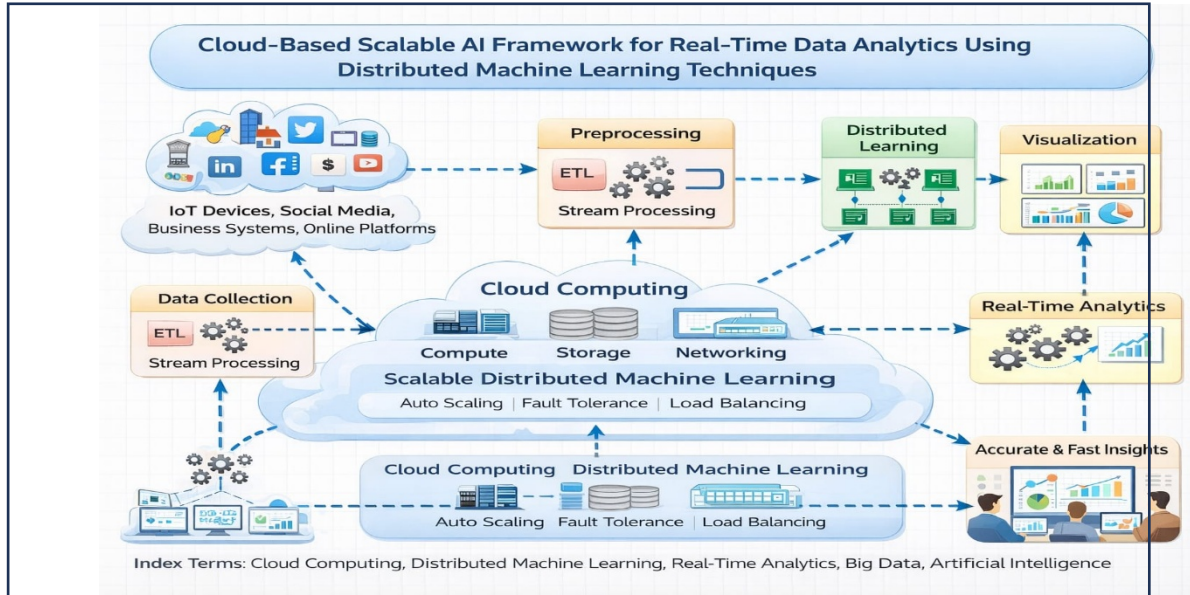 Cloud-Based Scalable AI Framework for Real-Time Data Analytics Using
Distributed Machine Learning Techniques
in
$
IoT Devices, Social Media,
Business Systems, Online Platforms
Preprocessing
ETL
Stream Processing
Distributed
Learning
Visualization
Data Collection
ETL
Stream Processing
Cloud Computing
Compute
Storage
Networking
Scalable Distributed Machine Learning
Auto Scaling | Fault Tolerance | Load Balancing
Real-Time Analytics
Cloud Computing
Distributed Machine Learning
Auto Scaling
Fault Tolerance | Load Balancing
Accurate & Fast Insights
Index Terms: Cloud Computing, Distributed Machine Learning, Real-Time Analytics, Big Data, Artificial Intelligence